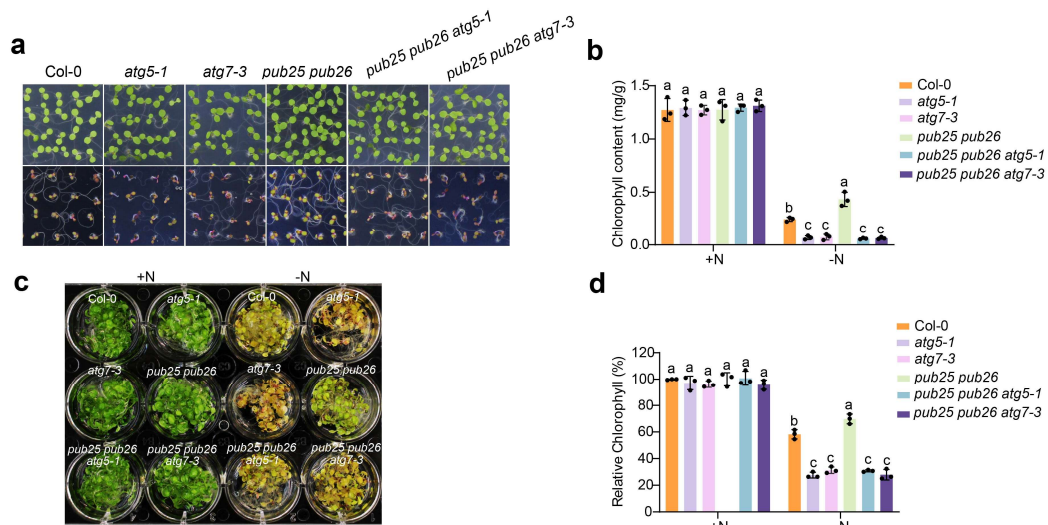 a
Col-0
atg5-1
atg7-3
pub25 pub26
pub25 pub26 atg5-1
pub25 pub26 atg7-3
b
Chlorophyll content (mg/g)
1.5
1.0
0.5
0.0
a a a a a a
b c c a c c
+N -N
Col-0
atg5-1
atg7-3
pub25 pub26
pub25 pub26 atg5-1
pub25 pub26 atg7-3
c
+N -N
Col-0 atg5-1 Col-0 atg5-1
atg7-3 pub25 pub26 atg7-3 pub25 pub26
pub25 pub26 pub25 pub26 pub25 pub26 pub25 pub26
atg5-1 atg7-3 atg5-1 atg7-3
d
Relative Chlorophyll (%)
120
100
80
60
40
20
0
a a a a a a
b c c a c c
+N -N
Col-0
atg5-1
atg7-3
pub25 pub26
pub25 pub26 atg5-1
pub25 pub26 atg7-3